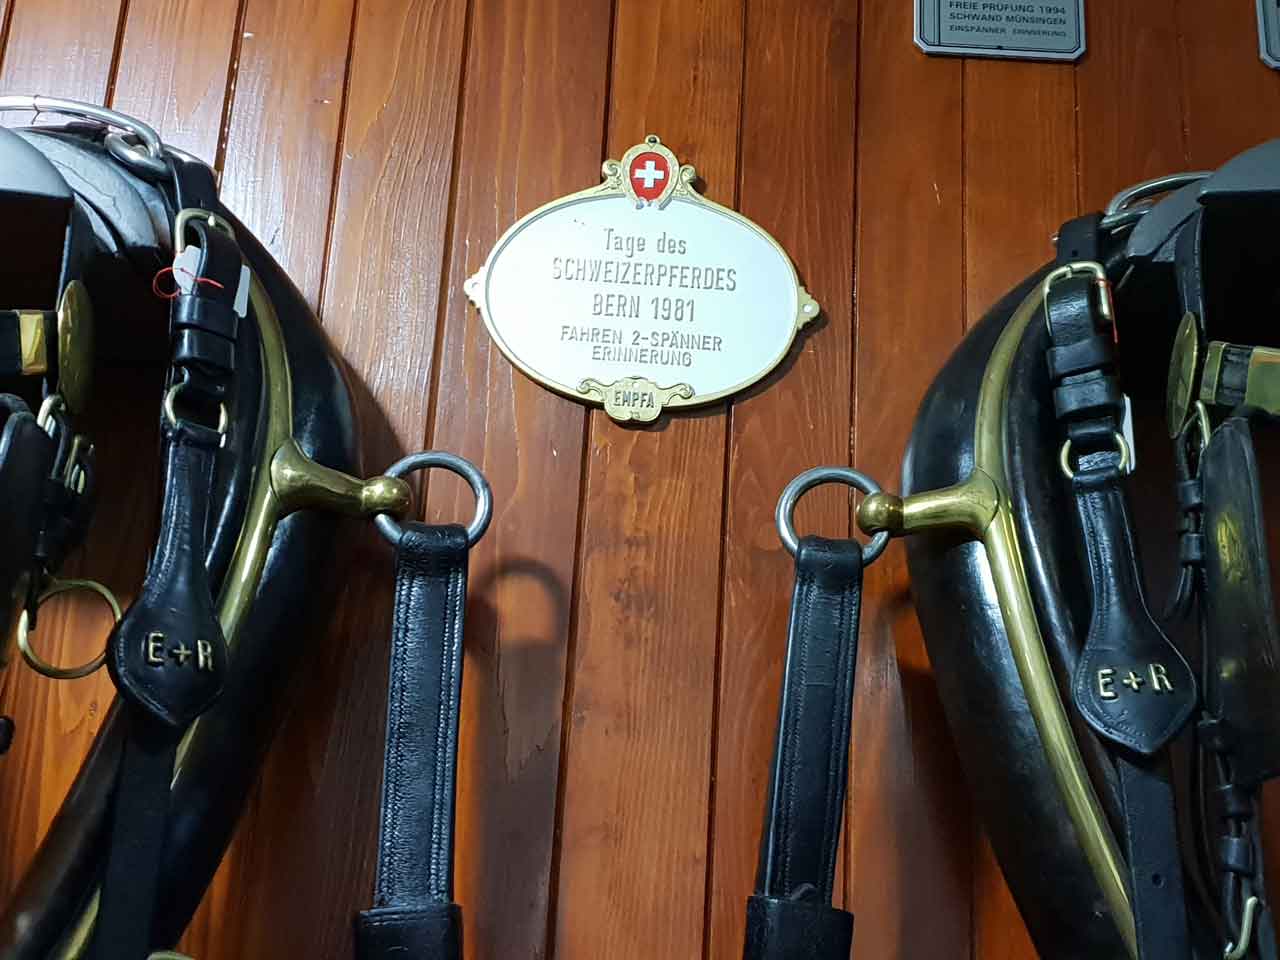 FREIE PRÜFUNG 1994
SCHWAND MÜNSINGEN
EINSPÄNNER ERINNERUNG
Tage des
SCHWEIZERPFERDES
BERN 1981
FAHREN 2-SPÄNNER
ERINNERUNG
EMPFA
E+R
E+R